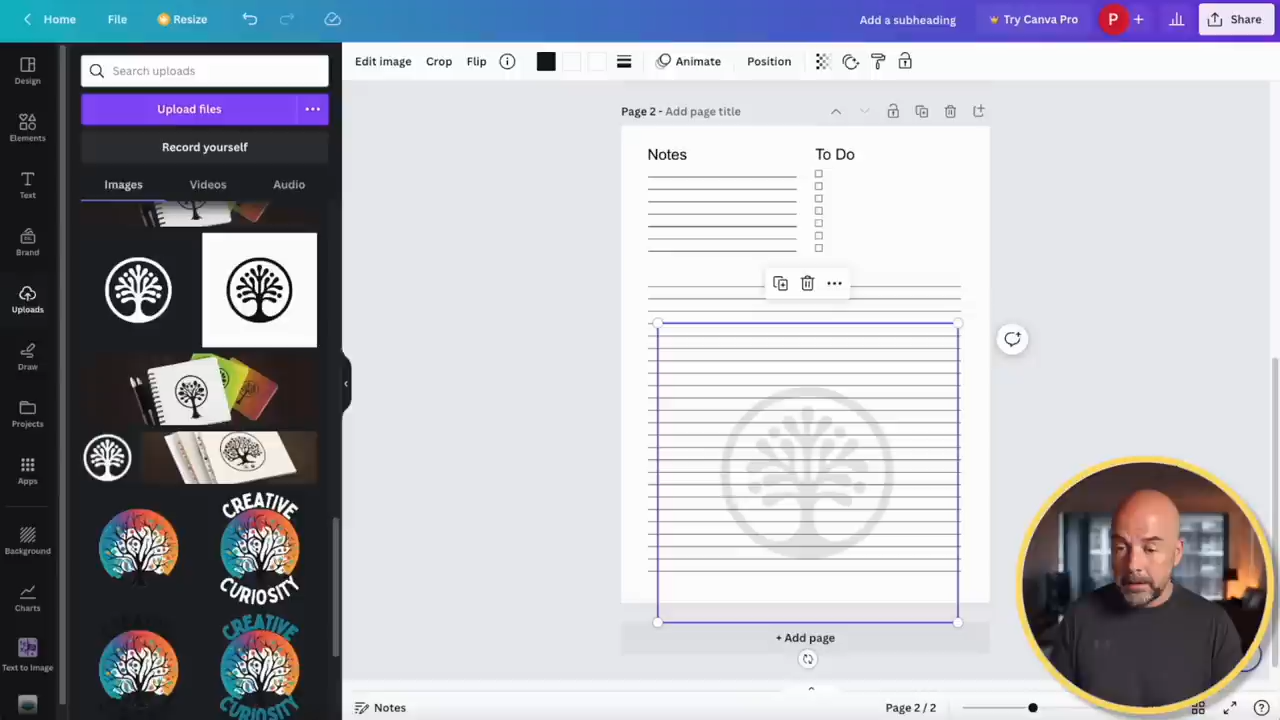 Home
File
Resize
Add a subheading
Try Canva Pro
P
Share
Design
Elements
Text
Brand
Uploads
Draw
Projects
Apps
Background
Charts
Text to Image
Search uploads
Upload files
Record yourself
Images
Videos
Audio
CREATIVE
CURIOSITY
CREATIVE
CURIOSITY
Edit image
Crop
Flip
Animate
Position
Page 2 - Add page title
Notes
To Do
+ Add page
Notes
Page 2 / 2